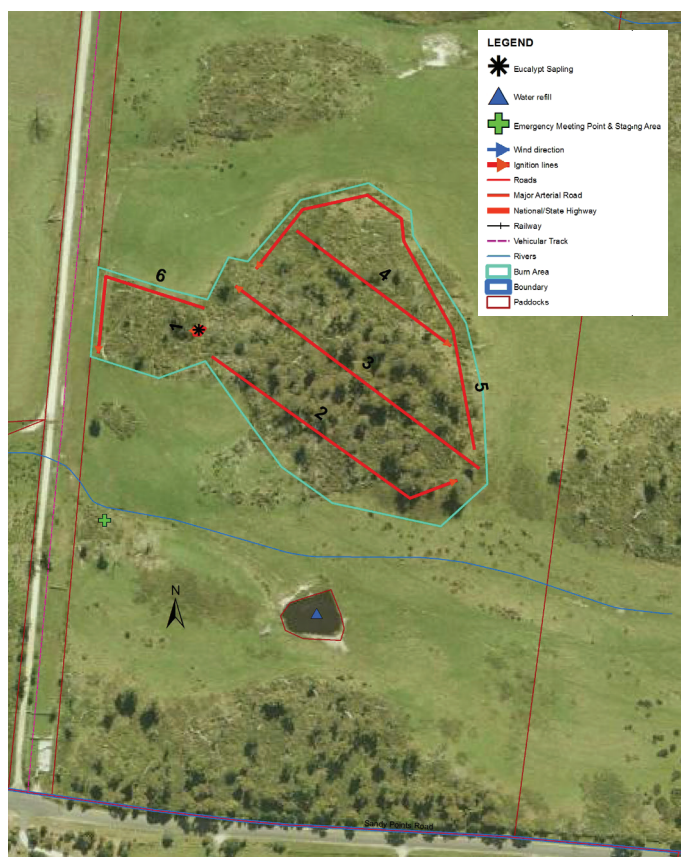 LEGEND
Eucalypt Sapling
Water refill
Emergency Meeting Point & Staging Area
Wind direction
Ignition lines
Roads
Major Arterial Road
National/State Highway
Railway
Vehicular Track
Rivers
Burn Area
Boundary
Paddocks
6
4
1
3
5
2
N
Sandy Points Road